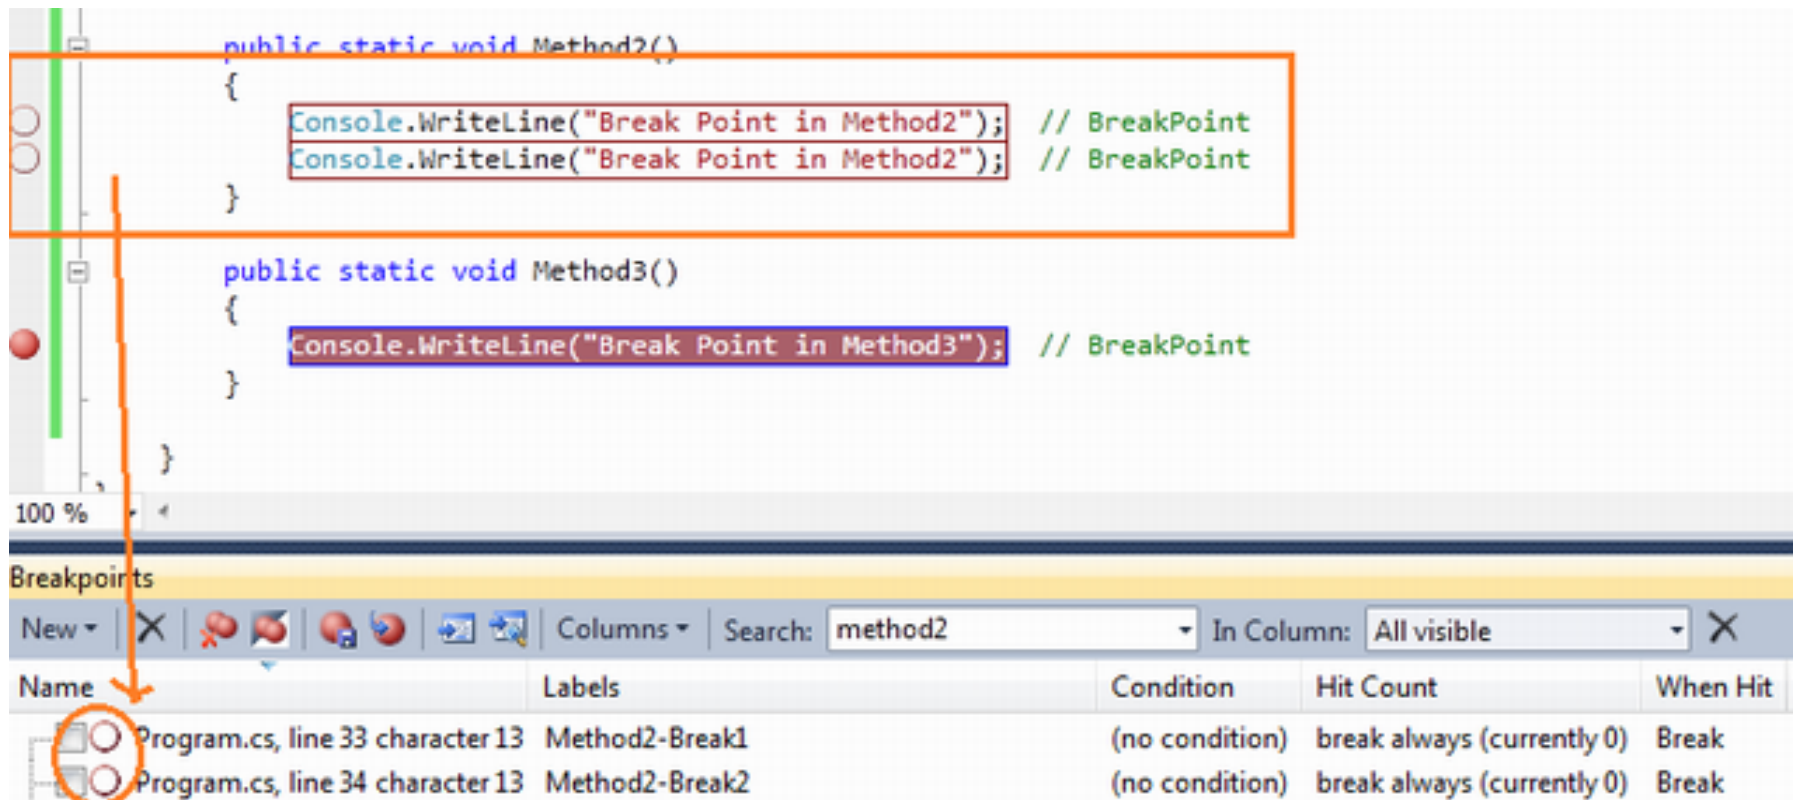 public static void Method2()
{
Console.WriteLine("Break Point in Method2"); // BreakPoint
Console.WriteLine("Break Point in Method2"); // BreakPoint
}
public static void Method3()
{
Console.WriteLine("Break Point in Method3"); // BreakPoint
}
}
100 %
Breakpoints
New Columns Search: method2 In Column: All visible
Name Labels Condition Hit Count When Hit
Program.cs, line 33 character 13 Method2-Break1 (no condition) break always (currently 0) Break
Program.cs, line 34 character 13 Method2-Break2 (no condition) break always (currently 0) Break